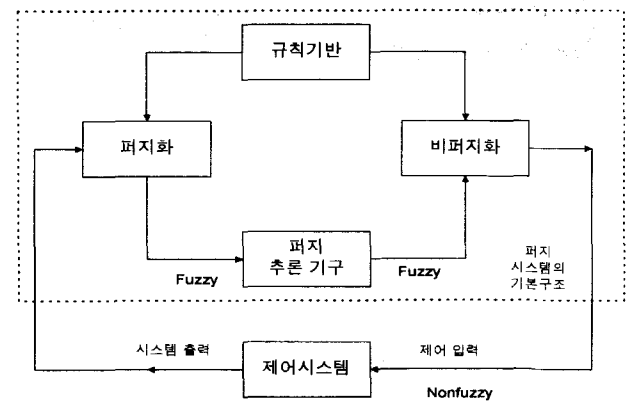 규칙기반
퍼지화
비퍼지화
퍼지
추론 기구
Fuzzy
Fuzzy
퍼지
시스템의
기본구조
시스템 출력
제어시스템
제어 입력
Nonfuzzy